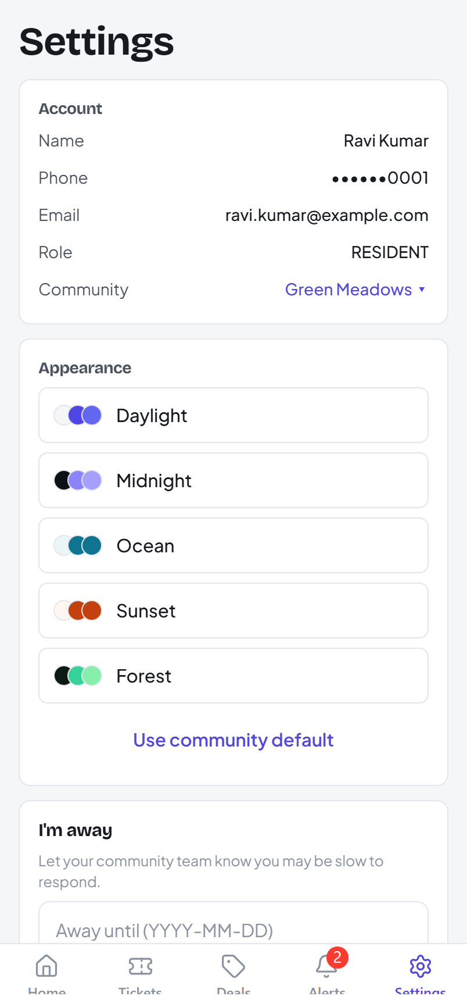 Settings
Account
Name Ravi Kumar
Phone ••••••0001
Email ravi.kumar@example.com
Role RESIDENT
Community Green Meadows ▾
Appearance
Daylight
Midnight
Ocean
Sunset
Forest
Use community default
I'm away
Let your community team know you may be slow to
respond.
Away until (YYYY-MM-DD)
2
Home Tickets Deals Alerts Settings